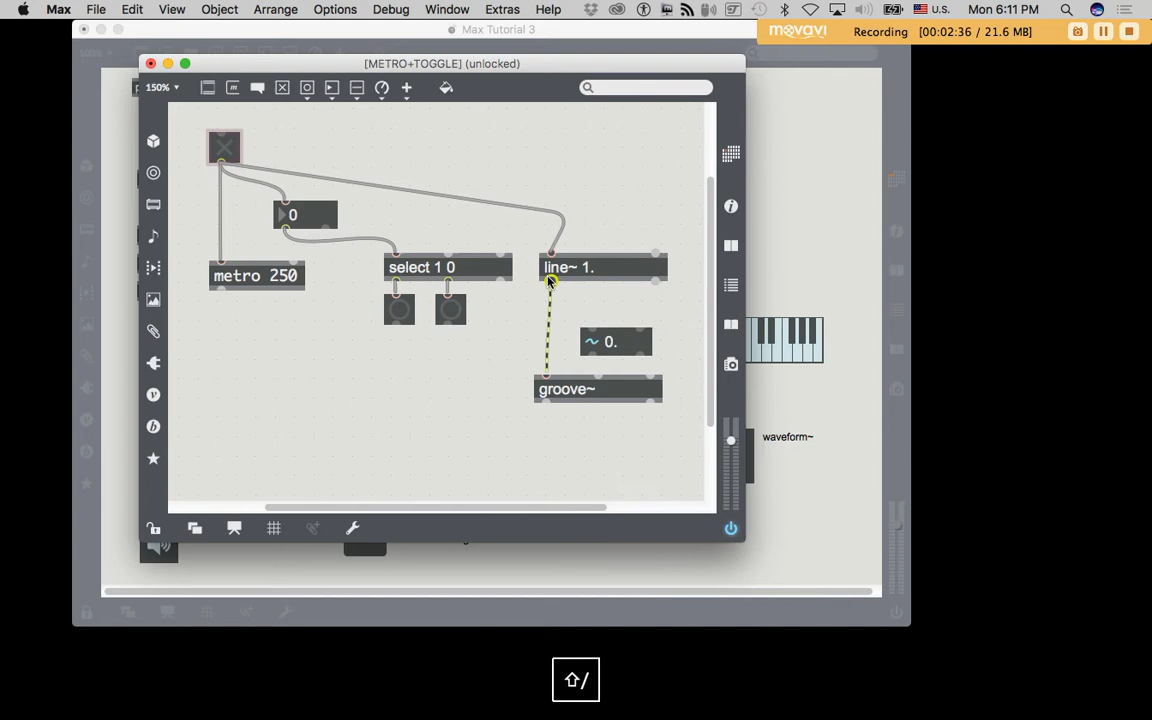 Max File Edit View Object Arrange Options Debug Window Extras Help U.S. Mon 6:11 PM
Max Tutorial 3
movavi Recording [00:02:36 / 21.6 MB]
[METRO+TOGGLE] (unlocked)
150%
0
metro 250
select 1 0
line~ 1.
~ 0.
groove~
waveform~
⇧/